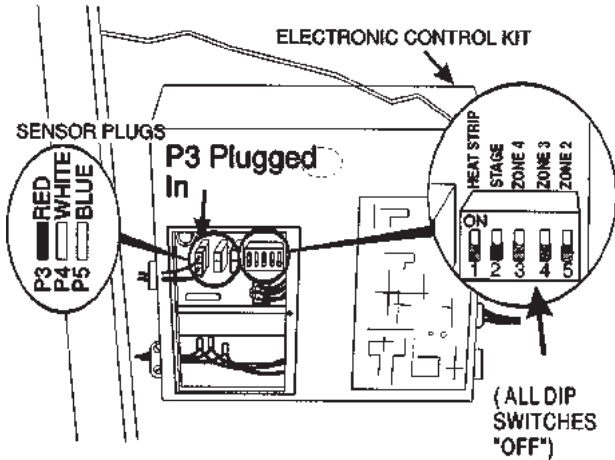 ELECTRONIC CONTROL KIT
SENSOR PLUGS
P3 Plugged
In
P3 RED
P4 WHITE
P5 BLUE
HEAT STRIP
STAGE
ZONE 4
ZONE 3
ZONE 2
ON
1 2 3 4 5
( ALL DIP
SWITCHES
"OFF")